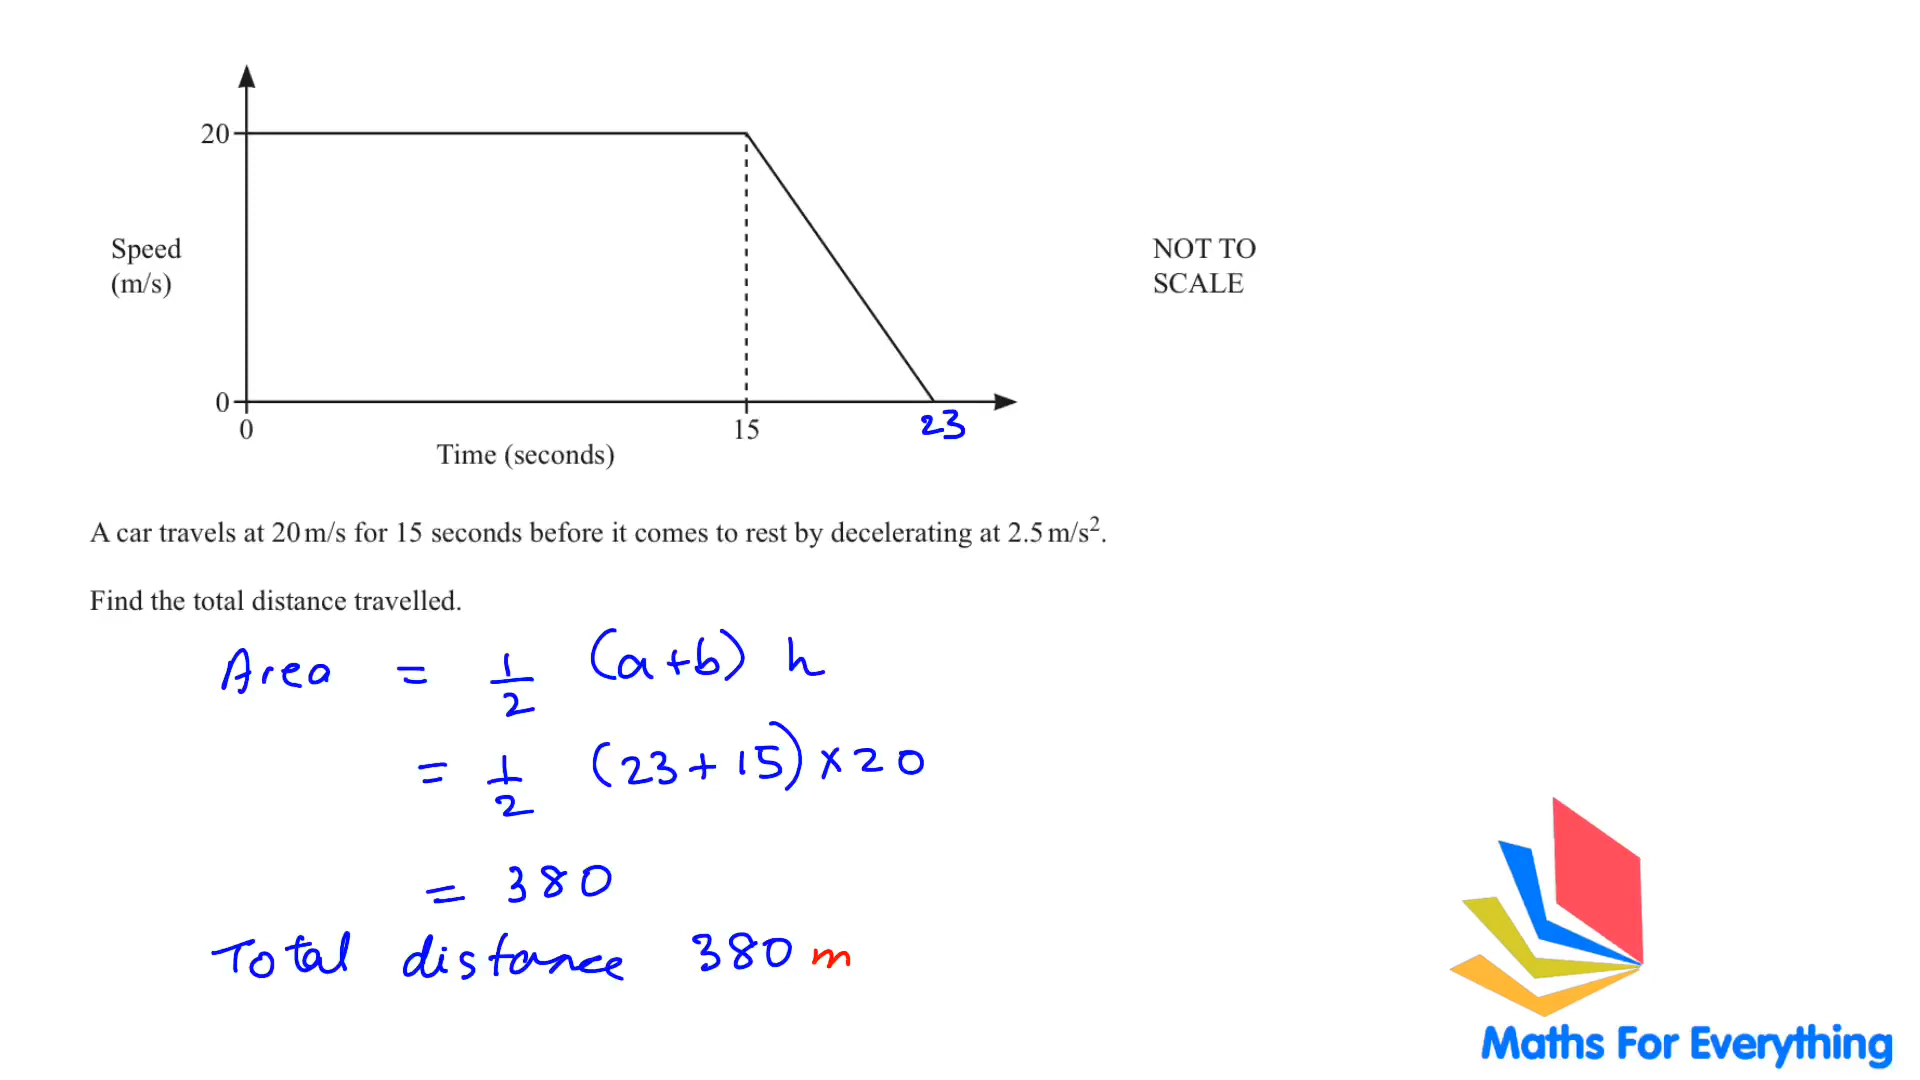 20
Speed
(m/s)
NOT TO
SCALE
0
0 15 23
Time (seconds)
A car travels at 20 m/s for 15 seconds before it comes to rest by decelerating at 2.5 m/s².
Find the total distance travelled.
Area = 1/2 (a+b) h
= 1/2 (23+15)×20
= 380
Total distance 380 m
Maths For Everything